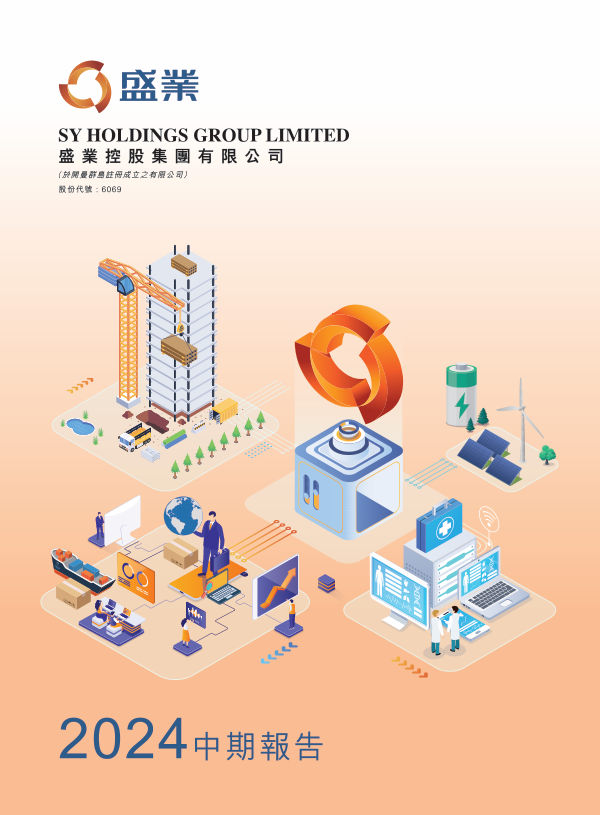 盛業
SY HOLDINGS GROUP LIMITED
盛業控股集團有限公司
(於開曼群島註冊成立之有限公司)
股份代號：6069
2024中期報告